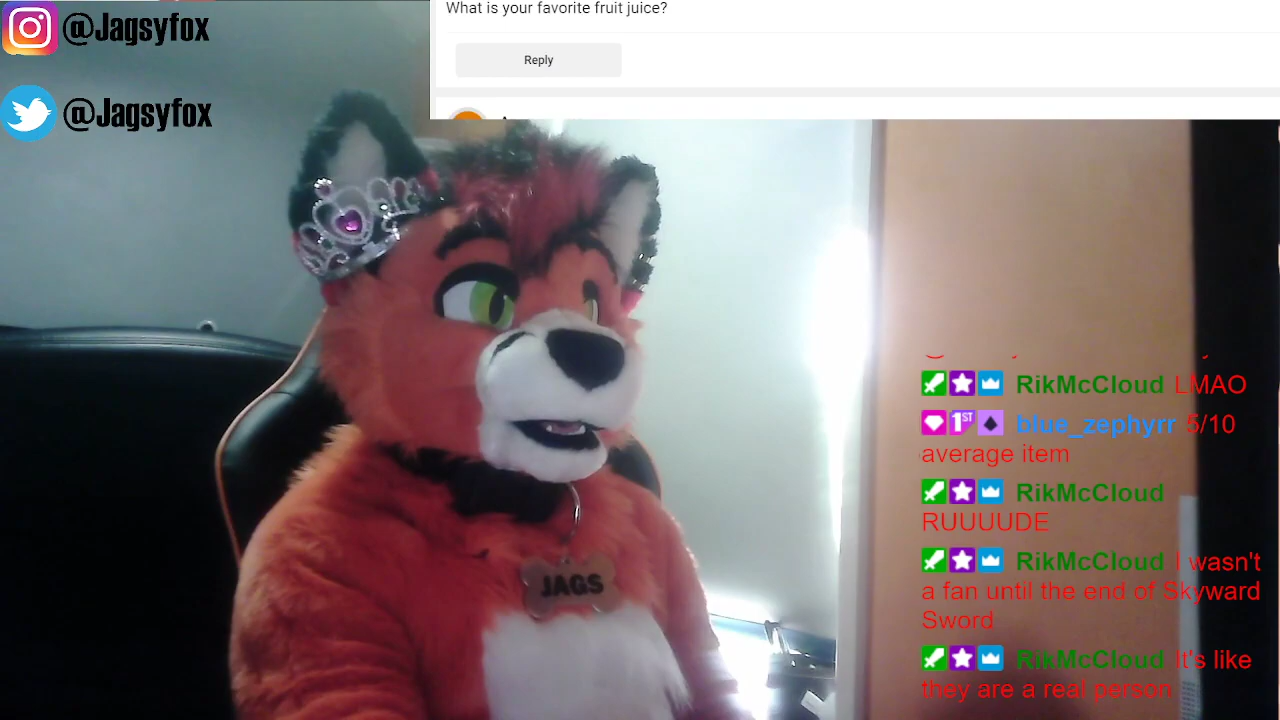 @Jagsyfox
@Jagsyfox
What is your favorite fruit juice?
Reply
JAGS
RikMcCloud LMAO
1ST blue_zephyrr 5/10
average item
RikMcCloud
RUUUUDE
RikMcCloud I wasn't
a fan until the end of Skyward
Sword
RikMcCloud It's like
they are a real person